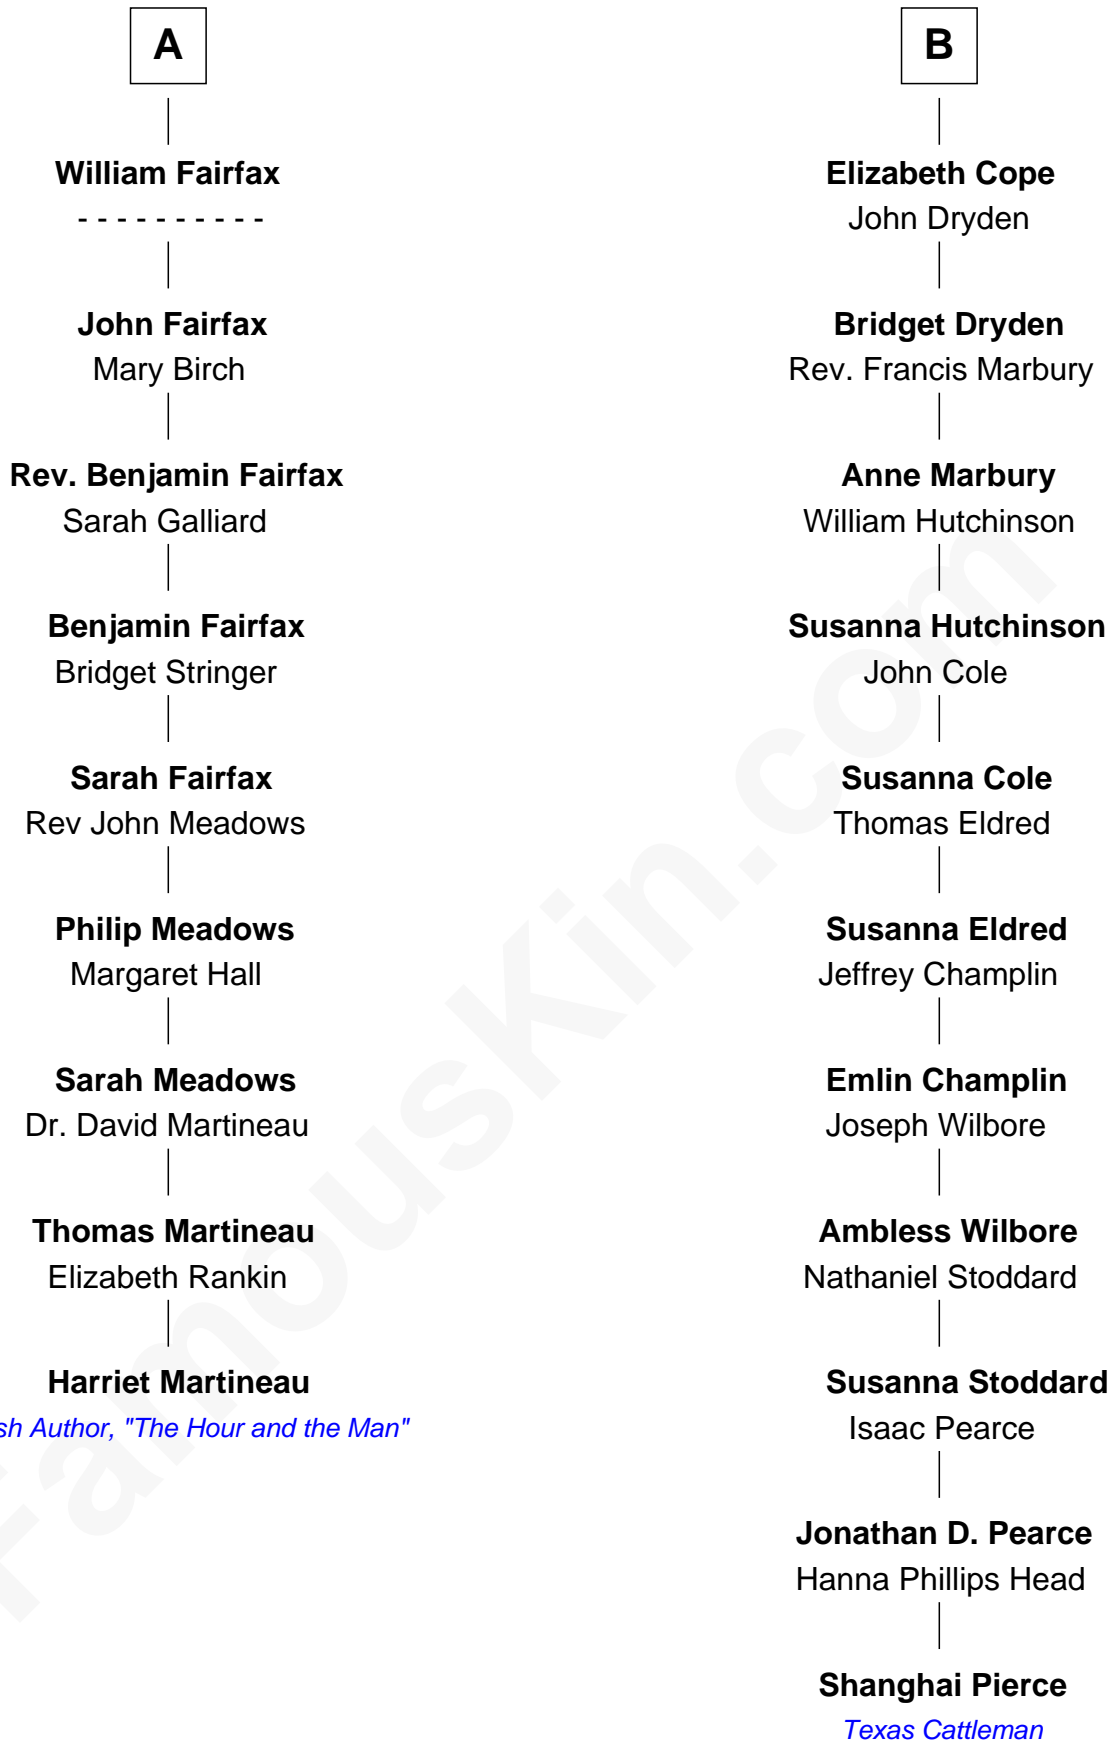 A
William Fairfax
- - - - - - - - - -
John Fairfax
Mary Birch
Rev. Benjamin Fairfax
Sarah Galliard
Benjamin Fairfax
Bridget Stringer
Sarah Fairfax
Rev John Meadows
Philip Meadows
Margaret Hall
Sarah Meadows
Dr. David Martineau
Thomas Martineau
Elizabeth Rankin
Harriet Martineau
sh Author, "The Hour and the Man"
B
Elizabeth Cope
John Dryden
Bridget Dryden
Rev. Francis Marbury
Anne Marbury
William Hutchinson
Susanna Hutchinson
John Cole
Susanna Cole
Thomas Eldred
Susanna Eldred
Jeffrey Champlin
Emlin Champlin
Joseph Wilbore
Ambless Wilbore
Nathaniel Stoddard
Susanna Stoddard
Isaac Pearce
Jonathan D. Pearce
Hanna Phillips Head
Shanghai Pierce
Texas Cattleman
FamousKin.com